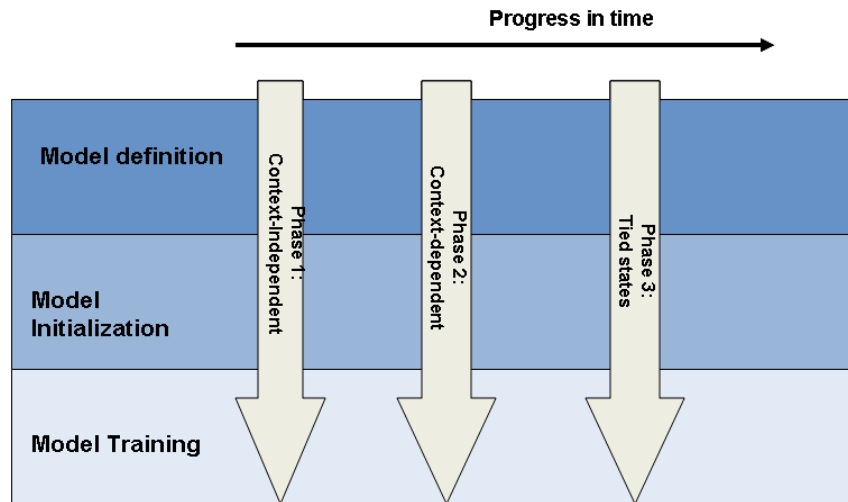 Progress in time
Model definition
Phase 1:
Context-Independent
Phase 2:
Context-dependent
Phase 3:
Tied states
Model
Initialization
Model Training